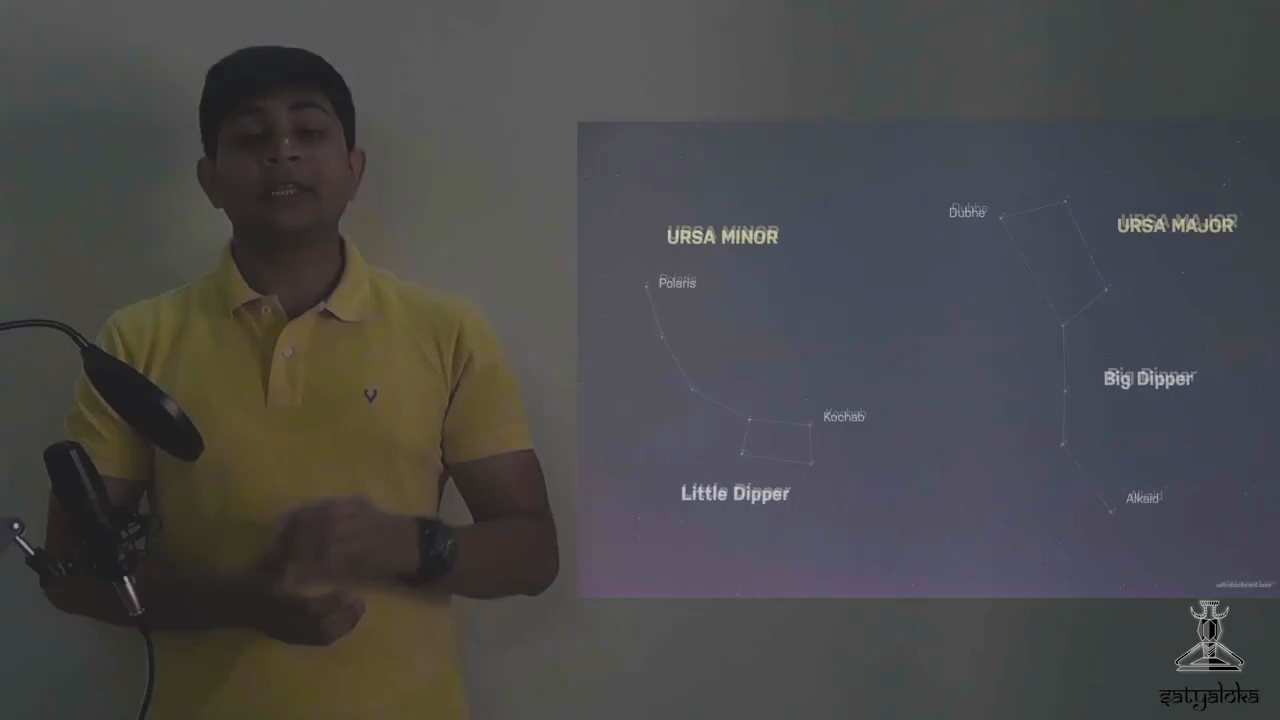 Dubhe
URSA MAJOR
URSA MINOR
Polaris
Big Dipper
Kochab
Little Dipper
Alkaid
satyaloka